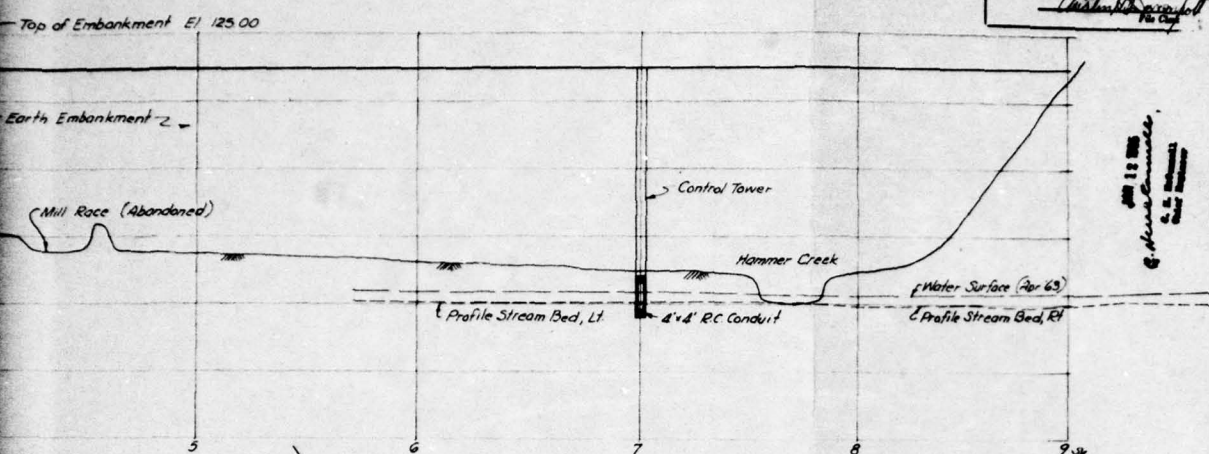 Top of Embankment El 125.00
Earth Embankment
Mill Race (Abandoned)
Control Tower
Hammer Creek
Water Surface (Apr '63)
℄ Profile Stream Bed, Lt.
4'x4' R.C. Conduit
℄ Profile Stream Bed, Rt
5
6
7
8
9